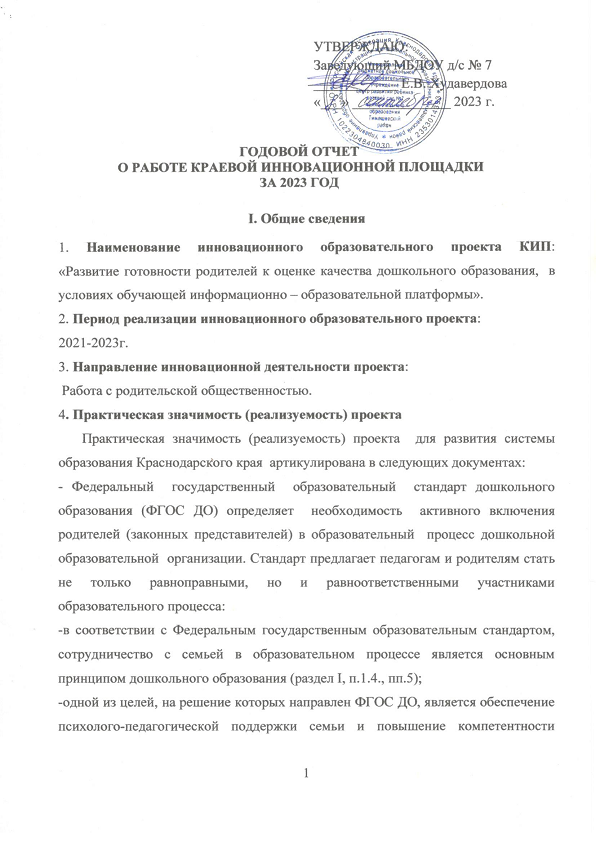 УТВЕРЖДАЮ:
Заведующий МБДОУ д/с № 7
Е.В. Худавердова
« » 2023 г.
ГОДОВОЙ ОТЧЕТ
О РАБОТЕ КРАЕВОЙ ИННОВАЦИОННОЙ ПЛОЩАДКИ
ЗА 2023 ГОД
I. Общие сведения
1. Наименование инновационного образовательного проекта КИП:
«Развитие готовности родителей к оценке качества дошкольного образования, в
условиях обучающей информационно – образовательной платформы».
2. Период реализации инновационного образовательного проекта:
2021-2023г.
3. Направление инновационной деятельности проекта:
Работа с родительской общественностью.
4. Практическая значимость (реализуемость) проекта
Практическая значимость (реализуемость) проекта для развития системы
образования Краснодарского края артикулирована в следующих документах:
- Федеральный государственный образовательный стандарт дошкольного
образования (ФГОС ДО) определяет необходимость активного включения
родителей (законных представителей) в образовательный процесс дошкольной
образовательной организации. Стандарт предлагает педагогам и родителям стать
не только равноправными, но и равноответственными участниками
образовательного процесса:
-в соответствии с Федеральным государственным образовательным стандартом,
сотрудничество с семьей в образовательном процессе является основным
принципом дошкольного образования (раздел I, п.1.4., пп.5);
-одной из целей, на решение которых направлен ФГОС ДО, является обеспечение
психолого-педагогической поддержки семьи и повышение компетентности
1